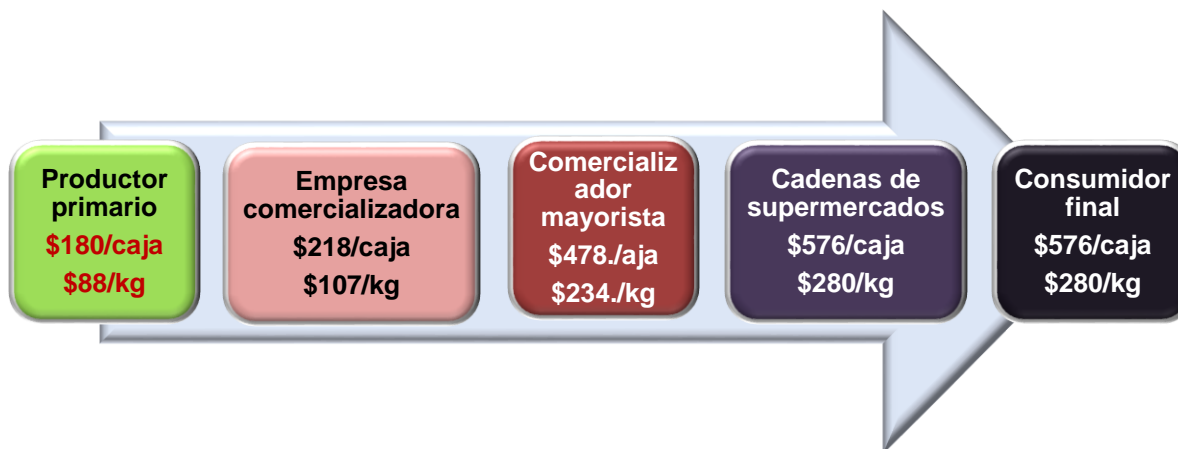 Productor
primario
$180/caja
$88/kg
Empresa
comercializadora
$218/caja
$107/kg
Comercializ
ador
mayorista
$478./aja
$234./kg
Cadenas de
supermercados
$576/caja
$280/kg
Consumidor
final
$576/caja
$280/kg